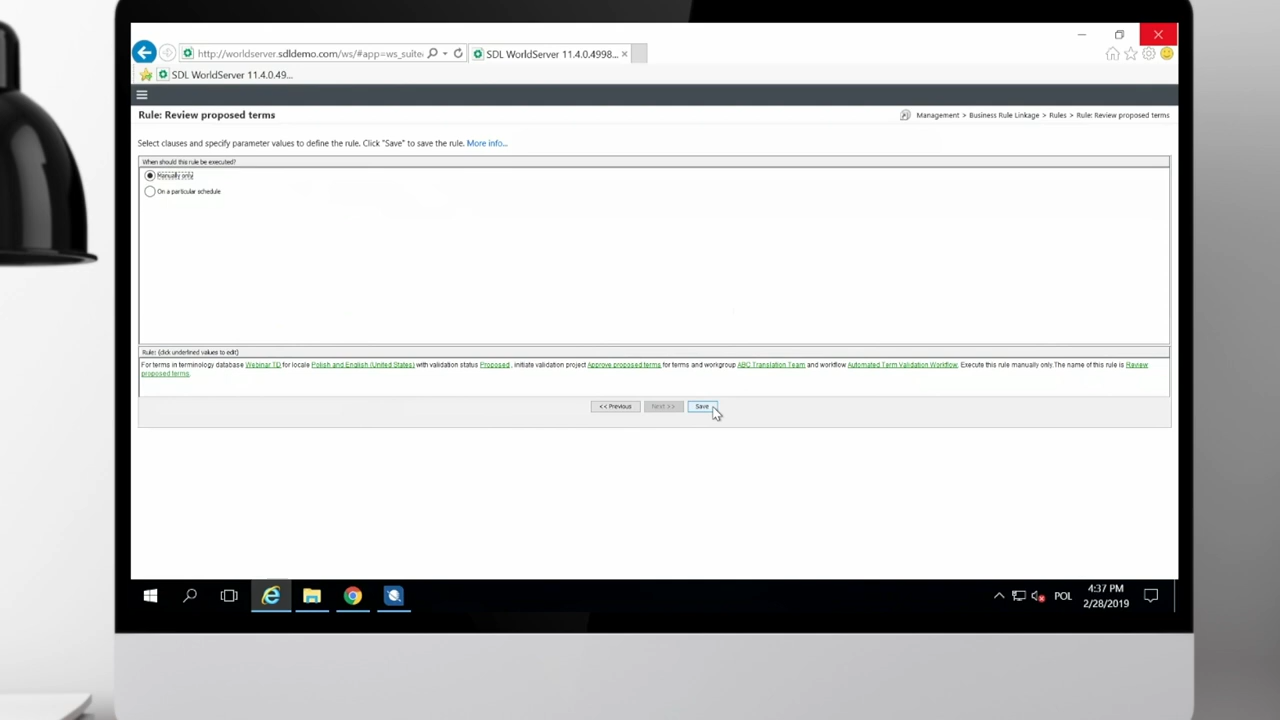 http://worldserver.sdldemo.com/ws/#app=ws_suite
SDL WorldServer 11.4.0.4998...
SDL WorldServer 11.4.0.49...
Rule: Review proposed terms
Management > Business Rule Linkage > Rules > Rule: Review proposed terms
Select clauses and specify parameter values to define the rule. Click "Save" to save the rule. More info...
When should this rule be executed?
Manually only
On a particular schedule
Rule: (click underlined values to edit)
For terms in terminology database Webinar TD for locale Polish and English (United States) with validation status Proposed , initiate validation project Approve proposed terms for terms and workgroup ABC Translation Team and workflow Automated Term Validation Workflow. Execute this rule manually only.The name of this rule is Review
proposed terms.
<< Previous
Next >>
Save
POL
4:37 PM
2/28/2019